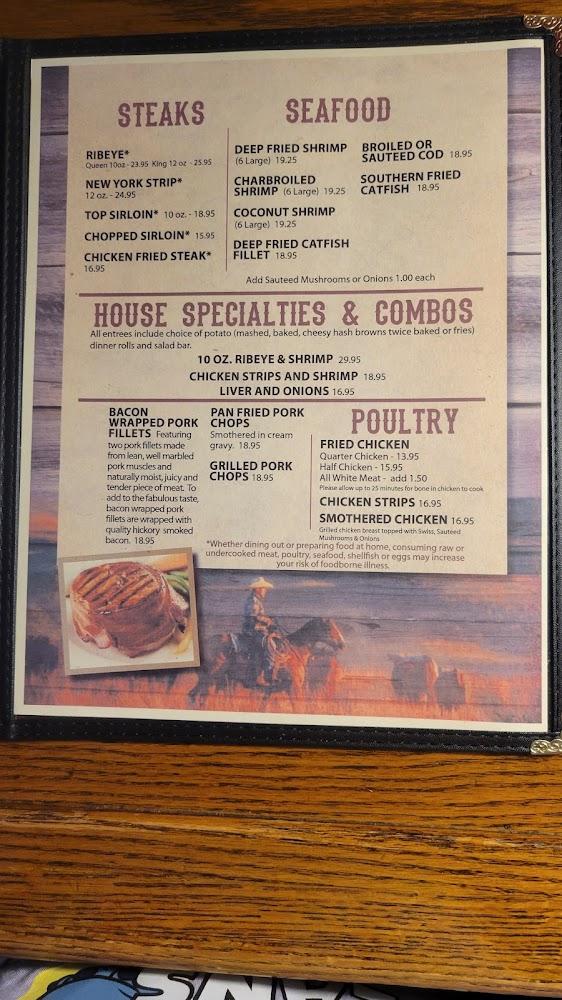 STEAKS
RIBEYE*
Queen 10oz - 23.95 King 12 oz - 25.95
NEW YORK STRIP*
12 oz. - 24.95
TOP SIRLOIN* 10 oz. - 18.95
CHOPPED SIRLOIN* 15.95
CHICKEN FRIED STEAK*
16.95
SEAFOOD
DEEP FRIED SHRIMP
(6 Large) 19.25
CHARBROILED
SHRIMP (6 Large) 19.25
COCONUT SHRIMP
(6 Large) 19.25
DEEP FRIED CATFISH
FILLET 18.95
BROILED OR
SAUTEED COD 18.95
SOUTHERN FRIED
CATFISH 18.95
Add Sauteed Mushrooms or Onions 1.00 each
HOUSE SPECIALTIES & COMBOS
All entrees include choice of potato (mashed, baked, cheesy hash browns twice baked or fries)
dinner rolls and salad bar.
10 OZ. RIBEYE & SHRIMP 29.95
CHICKEN STRIPS AND SHRIMP 18.95
LIVER AND ONIONS 16.95
BACON
WRAPPED PORK
FILLETS Featuring
two pork fillets made
from lean, well marbled
pork muscles and
naturally moist, juicy and
tender piece of meat. To
add to the fabulous taste,
bacon wrapped pork
fillets are wrapped with
quality hickory smoked
bacon. 18.95
PAN FRIED PORK
CHOPS
Smothered in cream
gravy. 18.95
GRILLED PORK
CHOPS 18.95
POULTRY
FRIED CHICKEN
Quarter Chicken - 13.95
Half Chicken - 15.95
All White Meat - add 1.50
Please allow up to 25 minutes for bone in chicken to cook
CHICKEN STRIPS 16.95
SMOTHERED CHICKEN 16.95
Grilled chicken breast topped with Swiss, Sauteed
Mushrooms & Onions
*Whether dining out or preparing food at home, consuming raw or
undercooked meat, poultry, seafood, shellfish or eggs may increase
your risk of foodborne illness.